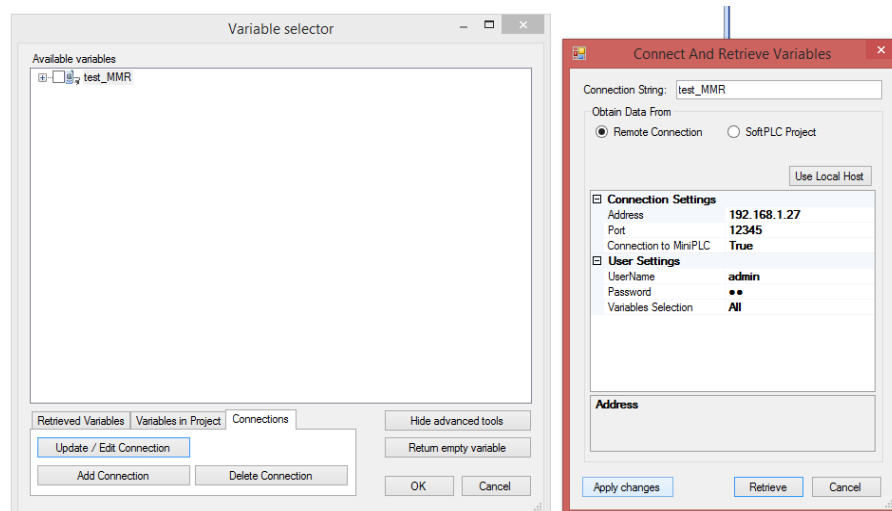 Variable selector
Available variables
test_MMR
Retrieved Variables
Variables in Project
Connections
Update / Edit Connection
Add Connection
Delete Connection
Hide advanced tools
Return empty variable
OK
Cancel
Connect And Retrieve Variables
Connection String: test_MMR
Obtain Data From
Remote Connection
SoftPLC Project
Use Local Host
Connection Settings
Address 192.168.1.27
Port 12345
Connection to MiniPLC True
User Settings
UserName admin
Password ●●
Variables Selection All
Address
Apply changes
Retrieve
Cancel